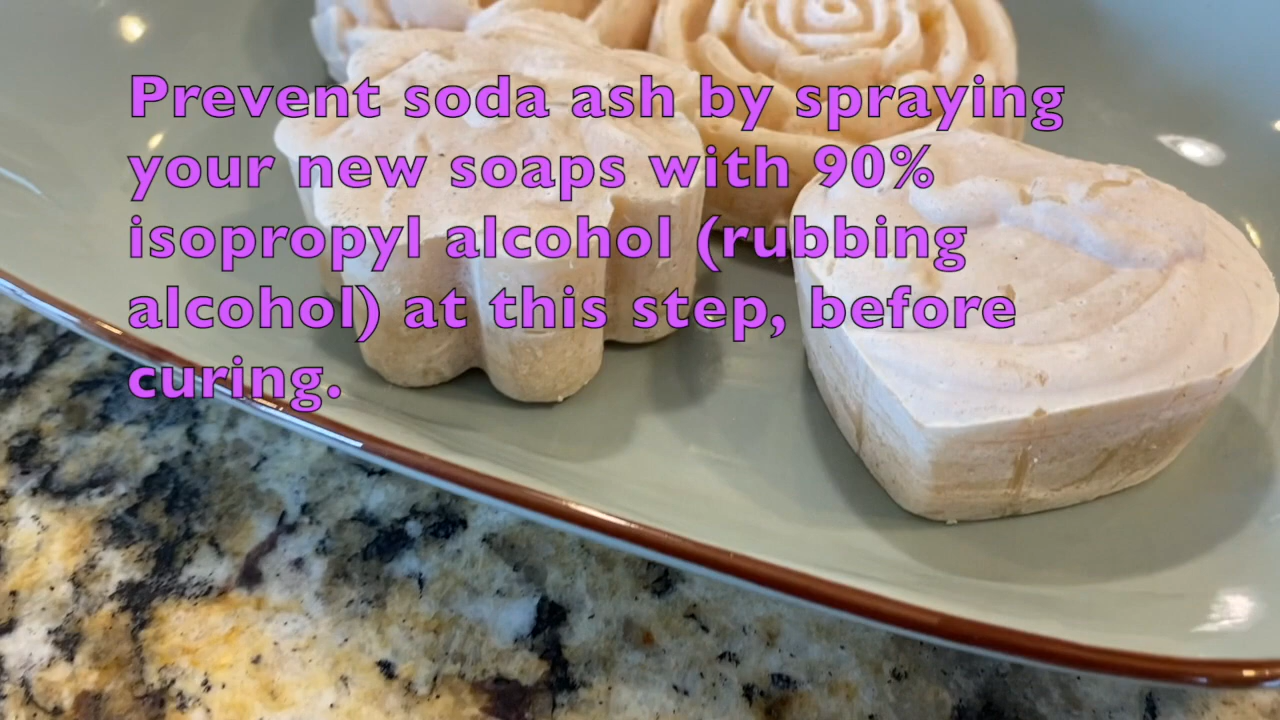 Prevent soda ash by spraying
your new soaps with 90%
isopropyl alcohol (rubbing
alcohol) at this step, before
curing.